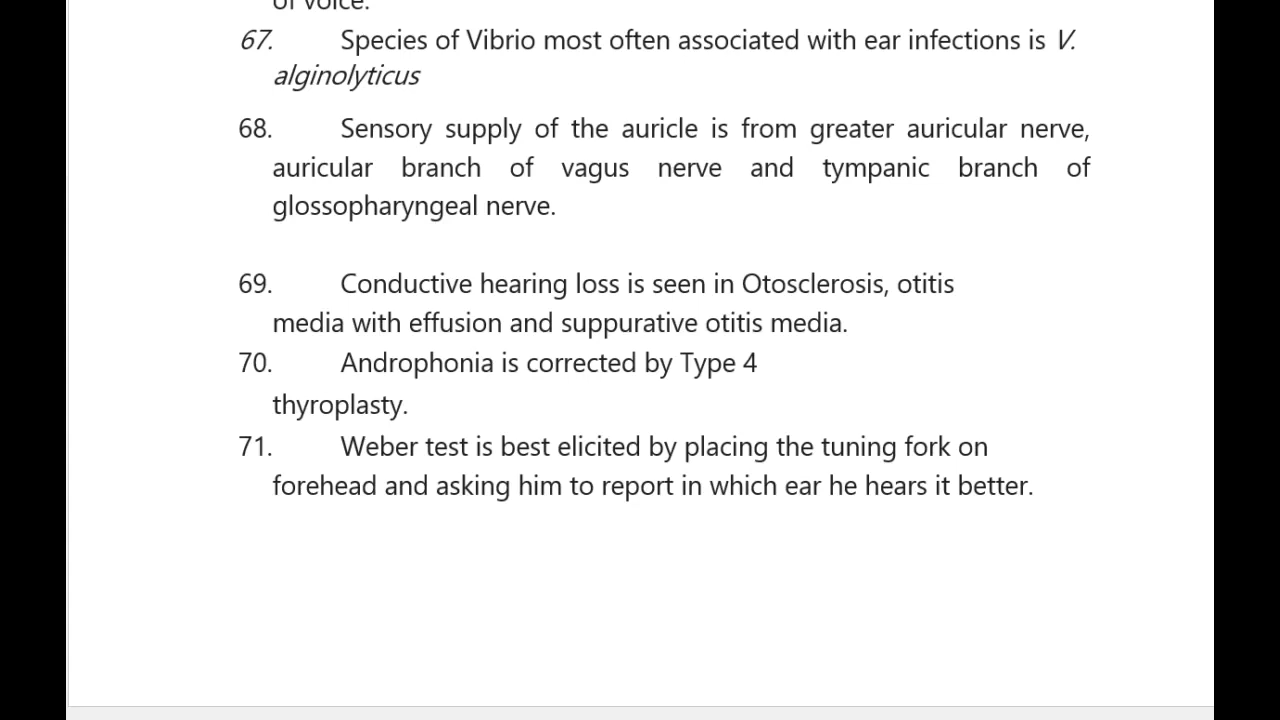 of voice.
67. Species of Vibrio most often associated with ear infections is V.
alginolyticus
68. Sensory supply of the auricle is from greater auricular nerve,
auricular branch of vagus nerve and tympanic branch of
glossopharyngeal nerve.
69. Conductive hearing loss is seen in Otosclerosis, otitis
media with effusion and suppurative otitis media.
70. Androphonia is corrected by Type 4
thyroplasty.
71. Weber test is best elicited by placing the tuning fork on
forehead and asking him to report in which ear he hears it better.